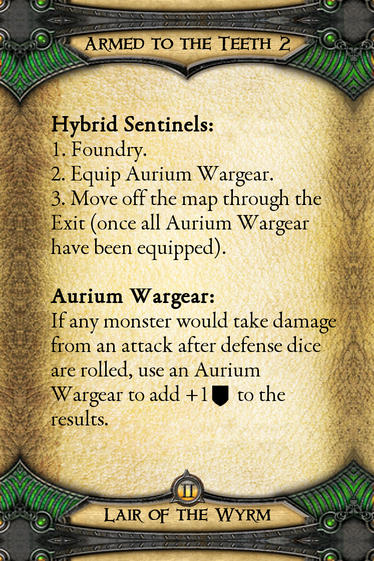 Armed to the Teeth 2
Hybrid Sentinels:
1. Foundry.
2. Equip Aurium Wargear.
3. Move off the map through the
Exit (once all Aurium Wargear
have been equipped).
Aurium Wargear:
If any monster would take damage
from an attack after defense dice
are rolled, use an Aurium
Wargear to add +1 to the
results.
II
Lair of the Wyrm